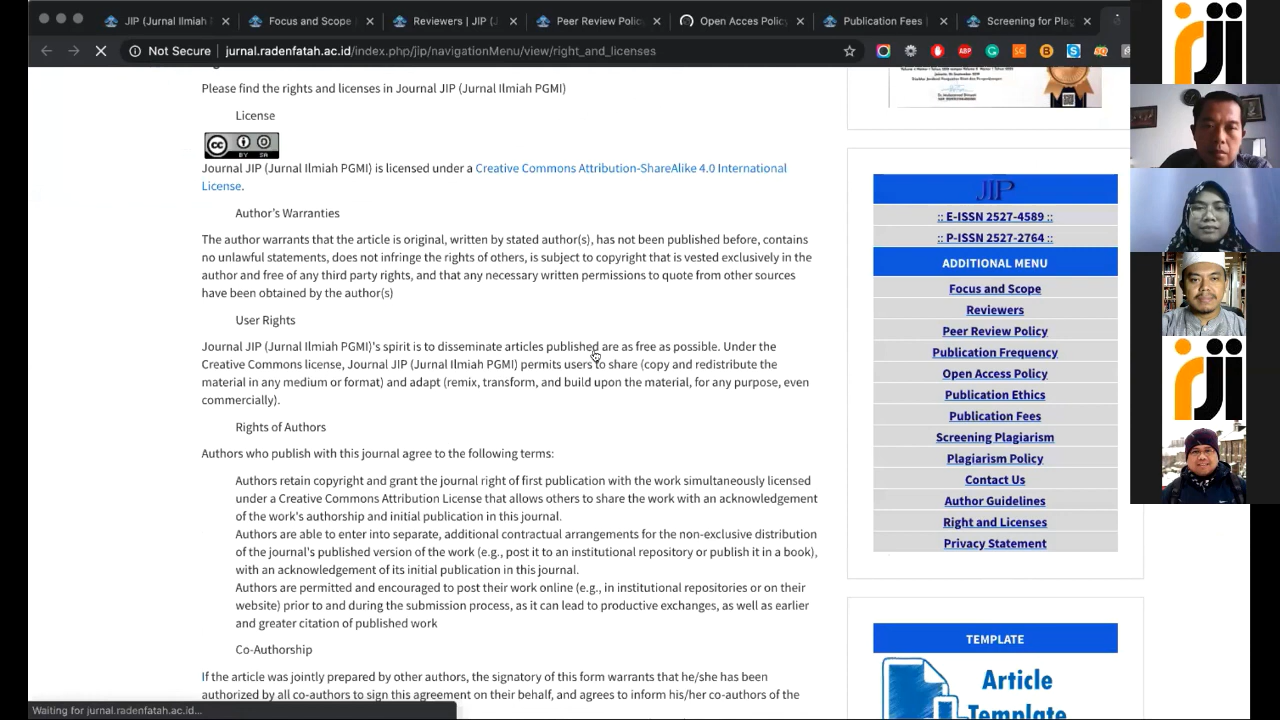 JIP (Jurnal Ilmiah
Focus and Scope
Reviewers | JIP (J
Peer Review Polic
Open Acces Policy
Publication Fees |
Screening for Plag
Not Secure
jurnal.radenfatah.ac.id/index.php/jip/navigationMenu/view/right_and_licenses
Please find the rights and licenses in Journal JIP (Jurnal Ilmiah PGMI)
License
cc
BY SA
Journal JIP (Jurnal Ilmiah PGMI) is licensed under a Creative Commons Attribution-ShareAlike 4.0 International
License.
Author's Warranties
The author warrants that the article is original, written by stated author(s), has not been published before, contains
no unlawful statements, does not infringe the rights of others, is subject to copyright that is vested exclusively in the
author and free of any third party rights, and that any necessary written permissions to quote from other sources
have been obtained by the author(s)
User Rights
Journal JIP (Jurnal Ilmiah PGMI)'s spirit is to disseminate articles published are as free as possible. Under the
Creative Commons license, Journal JIP (Jurnal Ilmiah PGMI) permits users to share (copy and redistribute the
material in any medium or format) and adapt (remix, transform, and build upon the material, for any purpose, even
commercially).
Rights of Authors
Authors who publish with this journal agree to the following terms:
Authors retain copyright and grant the journal right of first publication with the work simultaneously licensed
under a Creative Commons Attribution License that allows others to share the work with an acknowledgement
of the work's authorship and initial publication in this journal.
Authors are able to enter into separate, additional contractual arrangements for the non-exclusive distribution
of the journal's published version of the work (e.g., post it to an institutional repository or publish it in a book),
with an acknowledgement of its initial publication in this journal.
Authors are permitted and encouraged to post their work online (e.g., in institutional repositories or on their
website) prior to and during the submission process, as it can lead to productive exchanges, as well as earlier
and greater citation of published work
Co-Authorship
If the article was jointly prepared by other authors, the signatory of this form warrants that he/she has been
authorized by all co-authors to sign this agreement on their behalf, and agrees to inform his/her co-authors of the
Waiting for jurnal.radenfatah.ac.id...
JIP
:: E-ISSN 2527-4589 ::
:: P-ISSN 2527-2764 ::
ADDITIONAL MENU
Focus and Scope
Reviewers
Peer Review Policy
Publication Frequency
Open Access Policy
Publication Ethics
Publication Fees
Screening Plagiarism
Plagiarism Policy
Contact Us
Author Guidelines
Right and Licenses
Privacy Statement
TEMPLATE
Article
Template
rji
rji